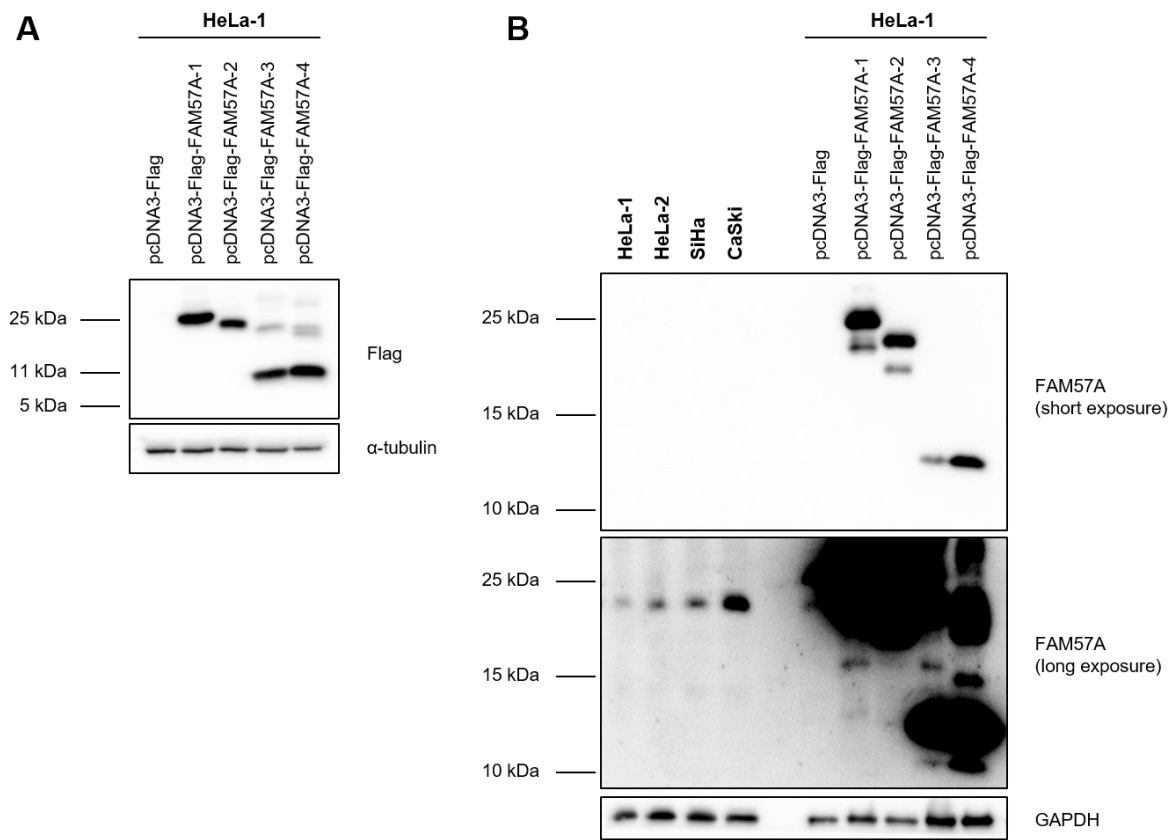 A
HeLa-1
pcDNA3-Flag
pcDNA3-Flag-FAM57A-1
pcDNA3-Flag-FAM57A-2
pcDNA3-Flag-FAM57A-3
pcDNA3-Flag-FAM57A-4
25 kDa
11 kDa
5 kDa
Flag
α-tubulin
B
HeLa-1
HeLa-1
HeLa-2
SiHa
CaSki
pcDNA3-Flag
pcDNA3-Flag-FAM57A-1
pcDNA3-Flag-FAM57A-2
pcDNA3-Flag-FAM57A-3
pcDNA3-Flag-FAM57A-4
25 kDa
15 kDa
10 kDa
FAM57A
(short exposure)
25 kDa
15 kDa
10 kDa
FAM57A
(long exposure)
GAPDH